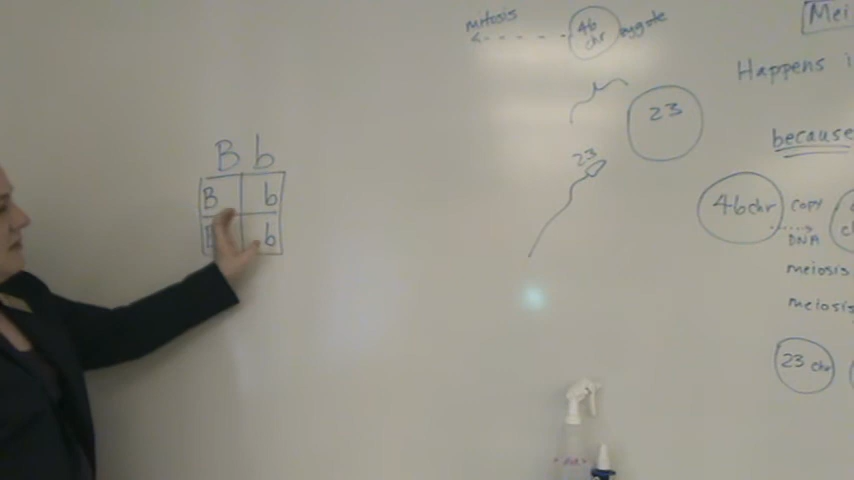 mitosis
46
chr
zygote
23
23
B b
B b
b
Mei
Happens i
because
46chr
copy
DNA
meiosis
meiosis
23 chr